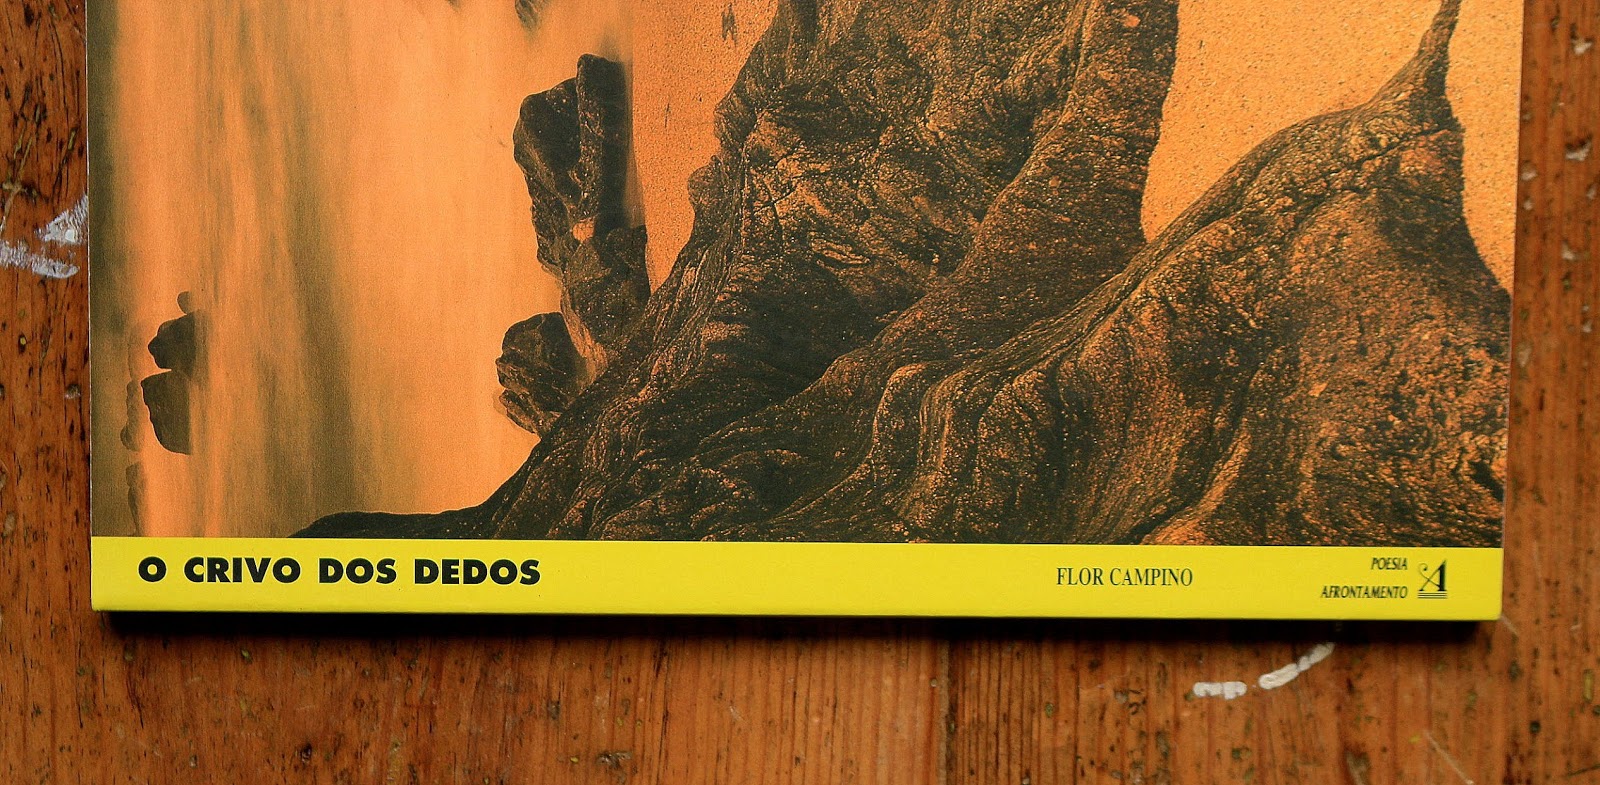 O CRIVO DOS DEDOS
FLOR CAMPINO
POESIA
AFRONTAMENTO
A